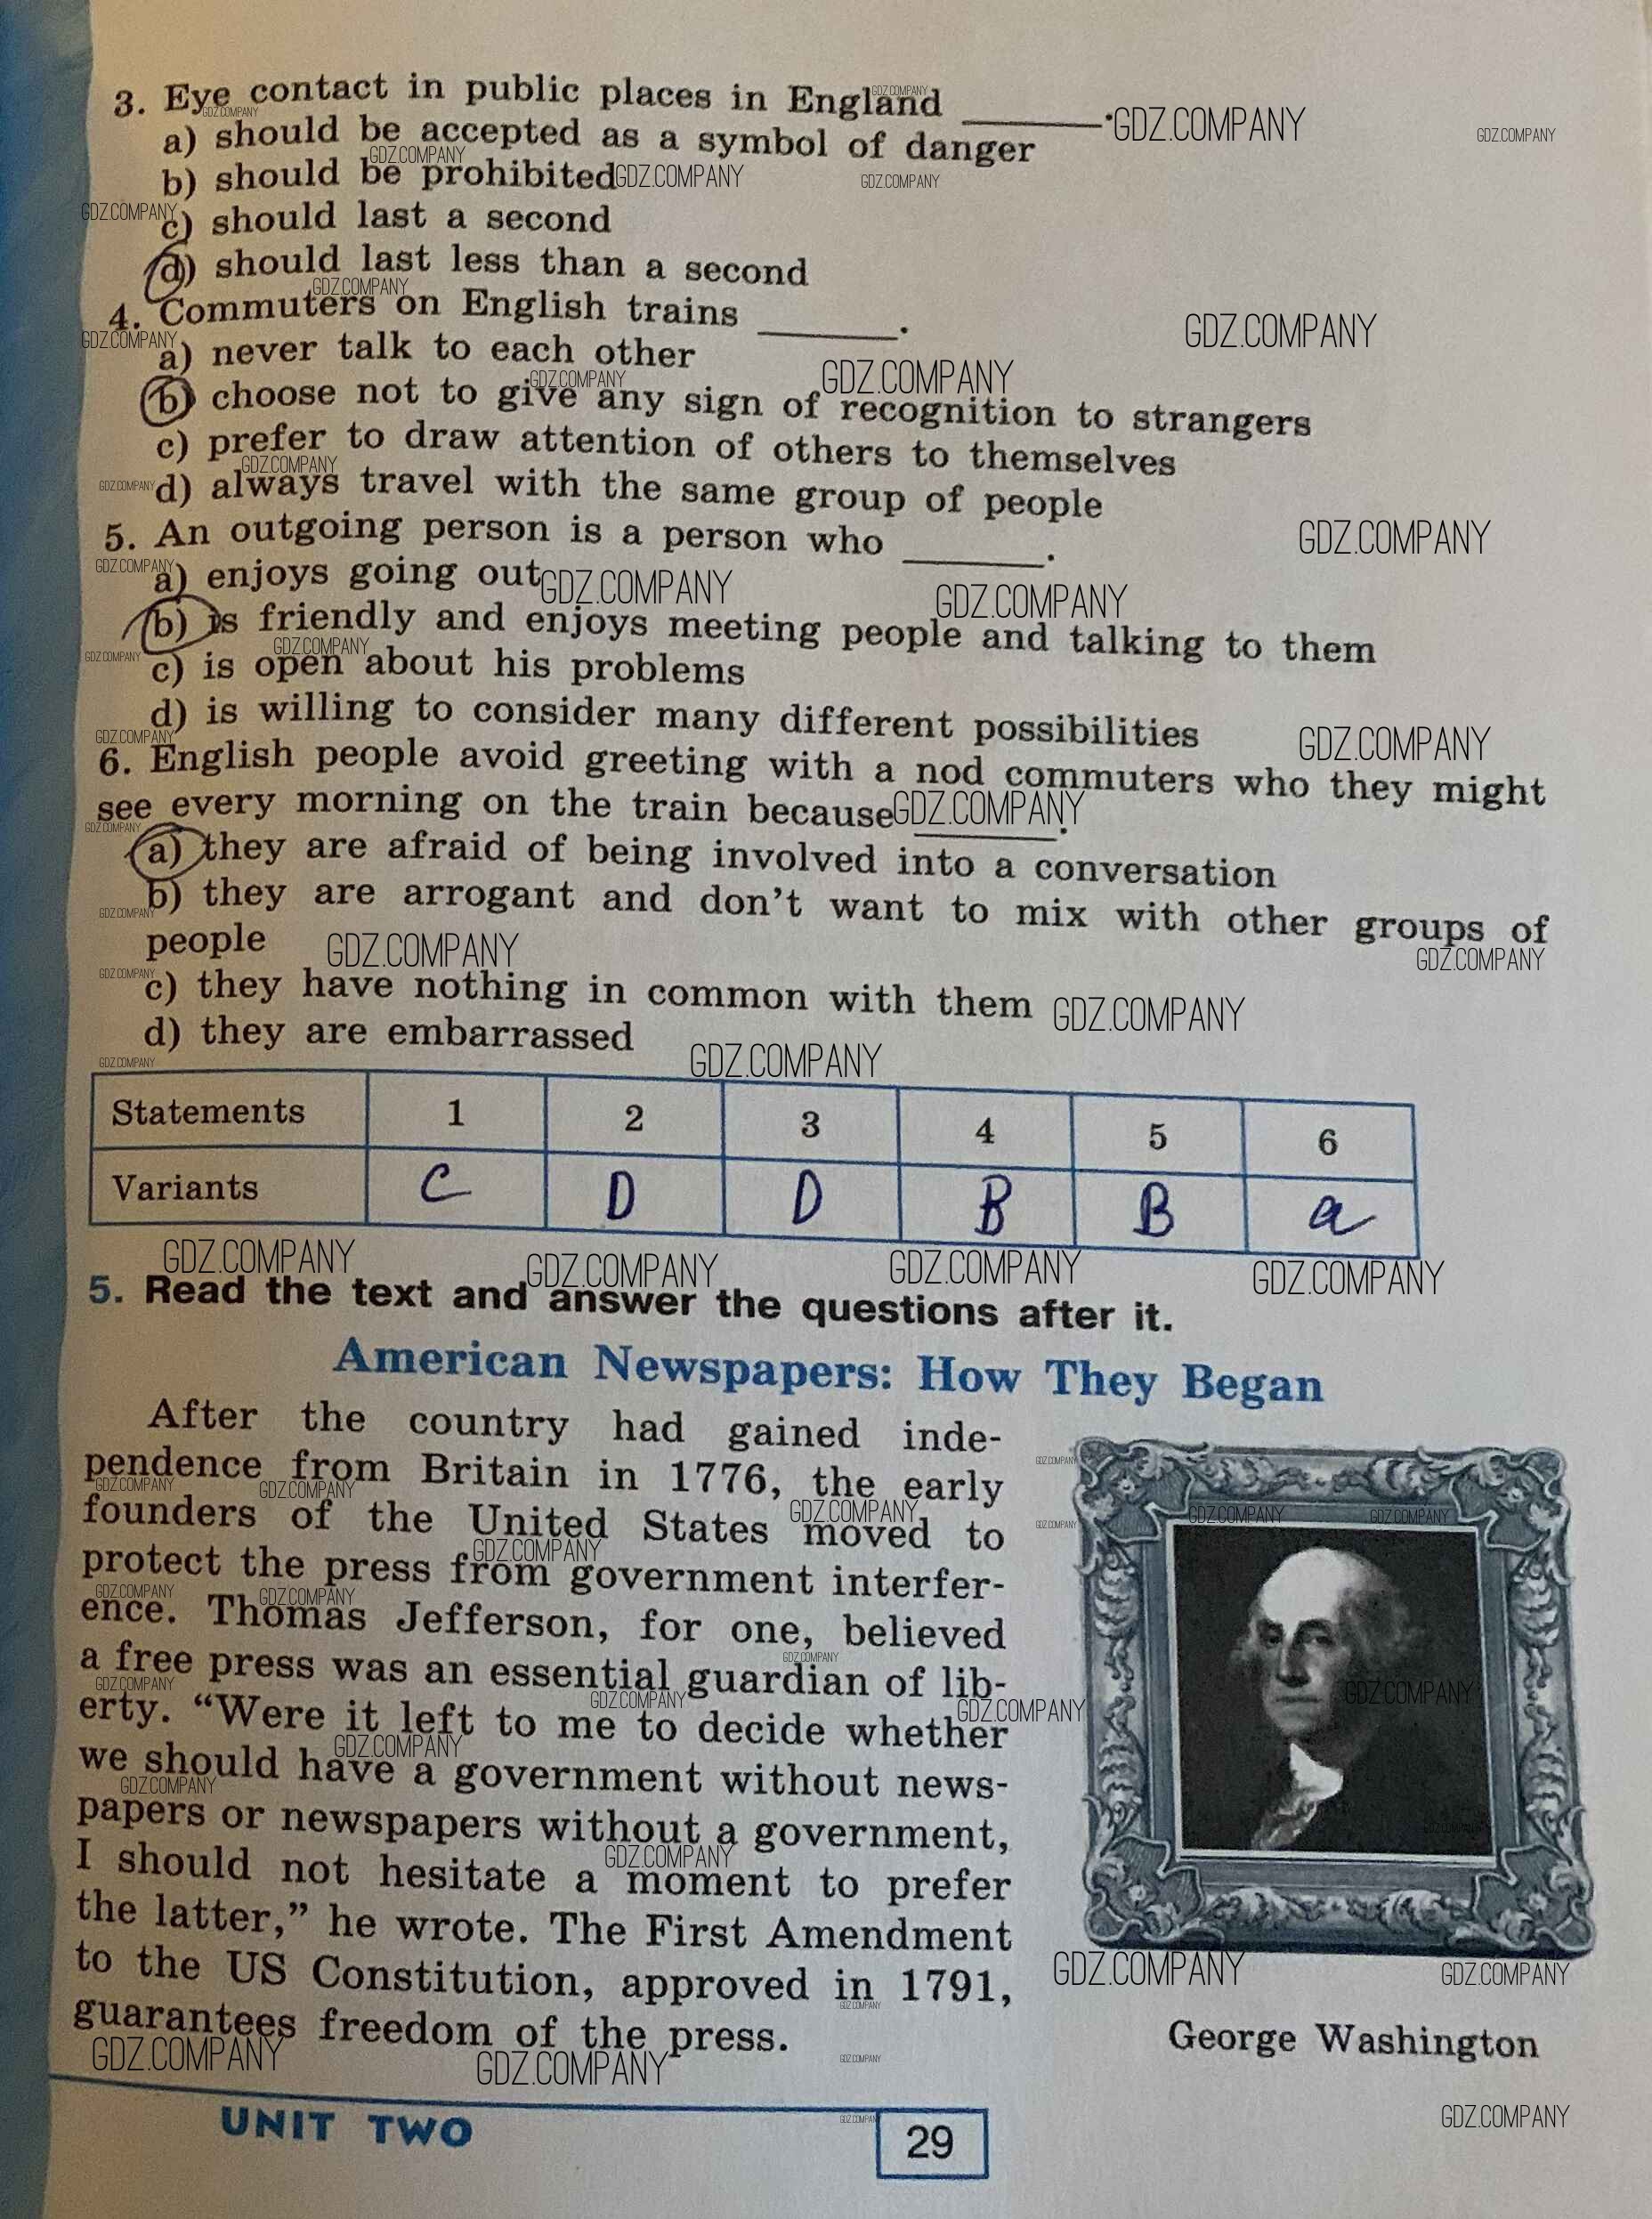 3. Eye contact in public places in England ______.
a) should be accepted as a symbol of danger
b) should be prohibited
c) should last a second
d) should last less than a second
4. Commuters on English trains ______.
a) never talk to each other
b) choose not to give any sign of recognition to strangers
c) prefer to draw attention of others to themselves
d) always travel with the same group of people
5. An outgoing person is a person who ______.
a) enjoys going out
b) is friendly and enjoys meeting people and talking to them
c) is open about his problems
d) is willing to consider many different possibilities
6. English people avoid greeting with a nod commuters who they might
see every morning on the train because ______.
a) they are afraid of being involved into a conversation
b) they are arrogant and don't want to mix with other groups of
people
c) they have nothing in common with them
d) they are embarrassed
Statements 1 2 3 4 5 6
Variants C D D B B a
5. Read the text and answer the questions after it.
American Newspapers: How They Began
After the country had gained inde-
pendence from Britain in 1776, the early
founders of the United States moved to
protect the press from government interfer-
ence. Thomas Jefferson, for one, believed
a free press was an essential guardian of lib-
erty. “Were it left to me to decide whether
we should have a government without news-
papers or newspapers without a government,
I should not hesitate a moment to prefer
the latter,” he wrote. The First Amendment
to the US Constitution, approved in 1791,
guarantees freedom of the press.
George Washington
UNIT TWO
29
GDZ.COMPANY